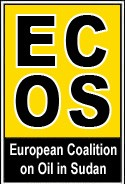 EC
OS
European Coalition
on Oil in Sudan